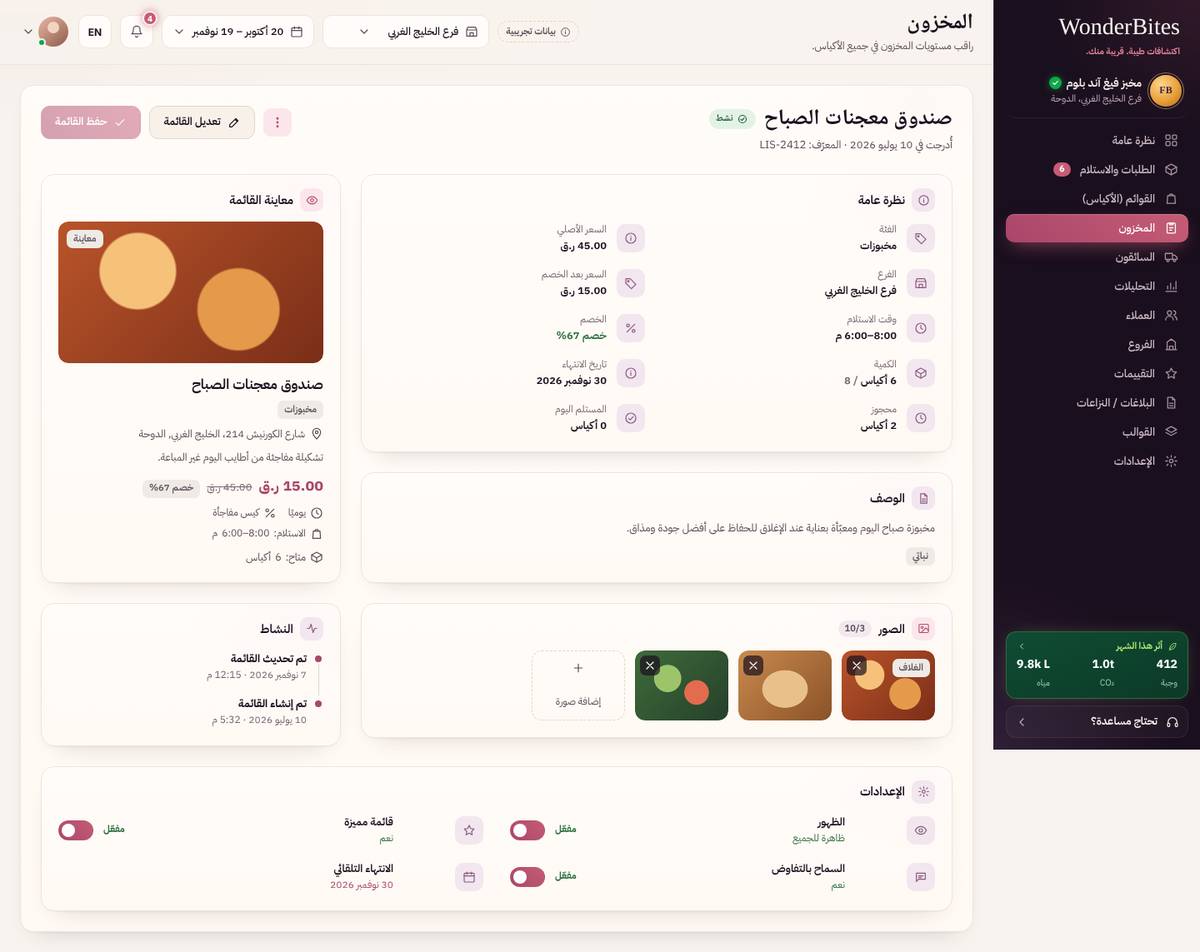 WonderBites
اكتشافات طيبة. قريبة منك.
FB
مخبز فيغ آند بلوم
فرع الخليج الغربي، الدوحة
نظرة عامة
الطلبات والاستلام 6
القوائم (الأكياس)
المخزون
السائقون
التحليلات
العملاء
الفروع
التقييمات
البلاغات / النزاعات
القوالب
الإعدادات
أثر هذا الشهر
412 1.0t 9.8k L
وجبة CO₂ مياه
تحتاج مساعدة؟
المخزون
راقب مستويات المخزون في جميع الأكياس.
بيانات تجريبية
فرع الخليج الغربي
20 أكتوبر – 19 نوفمبر
4
EN
صندوق معجنات الصباح
نشط
أُدرجت في 10 يوليو 2026 · المعرّف: LIS-2412
تعديل القائمة
حفظ القائمة
نظرة عامة
الفئة
مخبوزات
السعر الأصلي
45.00 ر.ق
الفرع
فرع الخليج الغربي
السعر بعد الخصم
15.00 ر.ق
وقت الاستلام
8:00–6:00 م
الخصم
خصم 67%
الكمية
6 أكياس / 8
تاريخ الانتهاء
30 نوفمبر 2026
محجوز
2 أكياس
المستلم اليوم
0 أكياس
معاينة القائمة
معاينة
صندوق معجنات الصباح
مخبوزات
شارع الكورنيش 214، الخليج الغربي، الدوحة
تشكيلة مفاجئة من أطايب اليوم غير المباعة.
15.00 ر.ق 45.00 ر.ق خصم 67%
يوميًا كيس مفاجأة
الاستلام: 8:00–6:00 م
متاح: 6 أكياس
الوصف
مخبوزة صباح اليوم ومعبّأة بعناية عند الإغلاق للحفاظ على أفضل جودة ومذاق.
نباتي
الصور 10/3
الغلاف
إضافة صورة
النشاط
تم تحديث القائمة
7 نوفمبر 2026 · 12:15 م
تم إنشاء القائمة
10 يوليو 2026 · 5:32 م
الإعدادات
الظهور
ظاهرة للجميع
مفعّل
قائمة مميزة
نعم
مفعّل
السماح بالتفاوض
نعم
مفعّل
الانتهاء التلقائي
30 نوفمبر 2026